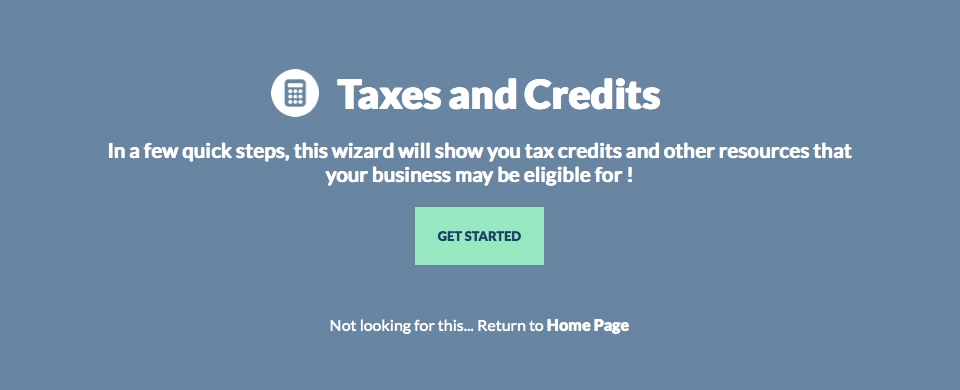 Taxes and Credits
In a few quick steps, this wizard will show you tax credits and other resources that
your business may be eligible for !
GET STARTED
Not looking for this... Return to Home Page